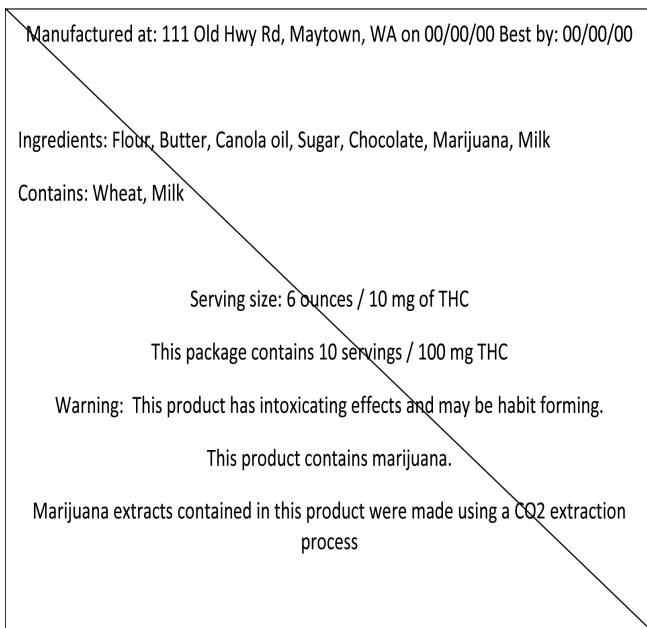 Manufactured at: 111 Old Hwy Rd, Maytown, WA on 00/00/00 Best by: 00/00/00
Ingredients: Flour, Butter, Canola oil, Sugar, Chocolate, Marijuana, Milk
Contains: Wheat, Milk
Serving size: 6 ounces / 10 mg of THC
This package contains 10 servings / 100 mg THC
Warning:  This product has intoxicating effects and may be habit forming.
This product contains marijuana.
Marijuana extracts contained in this product were made using a CO2 extraction
process